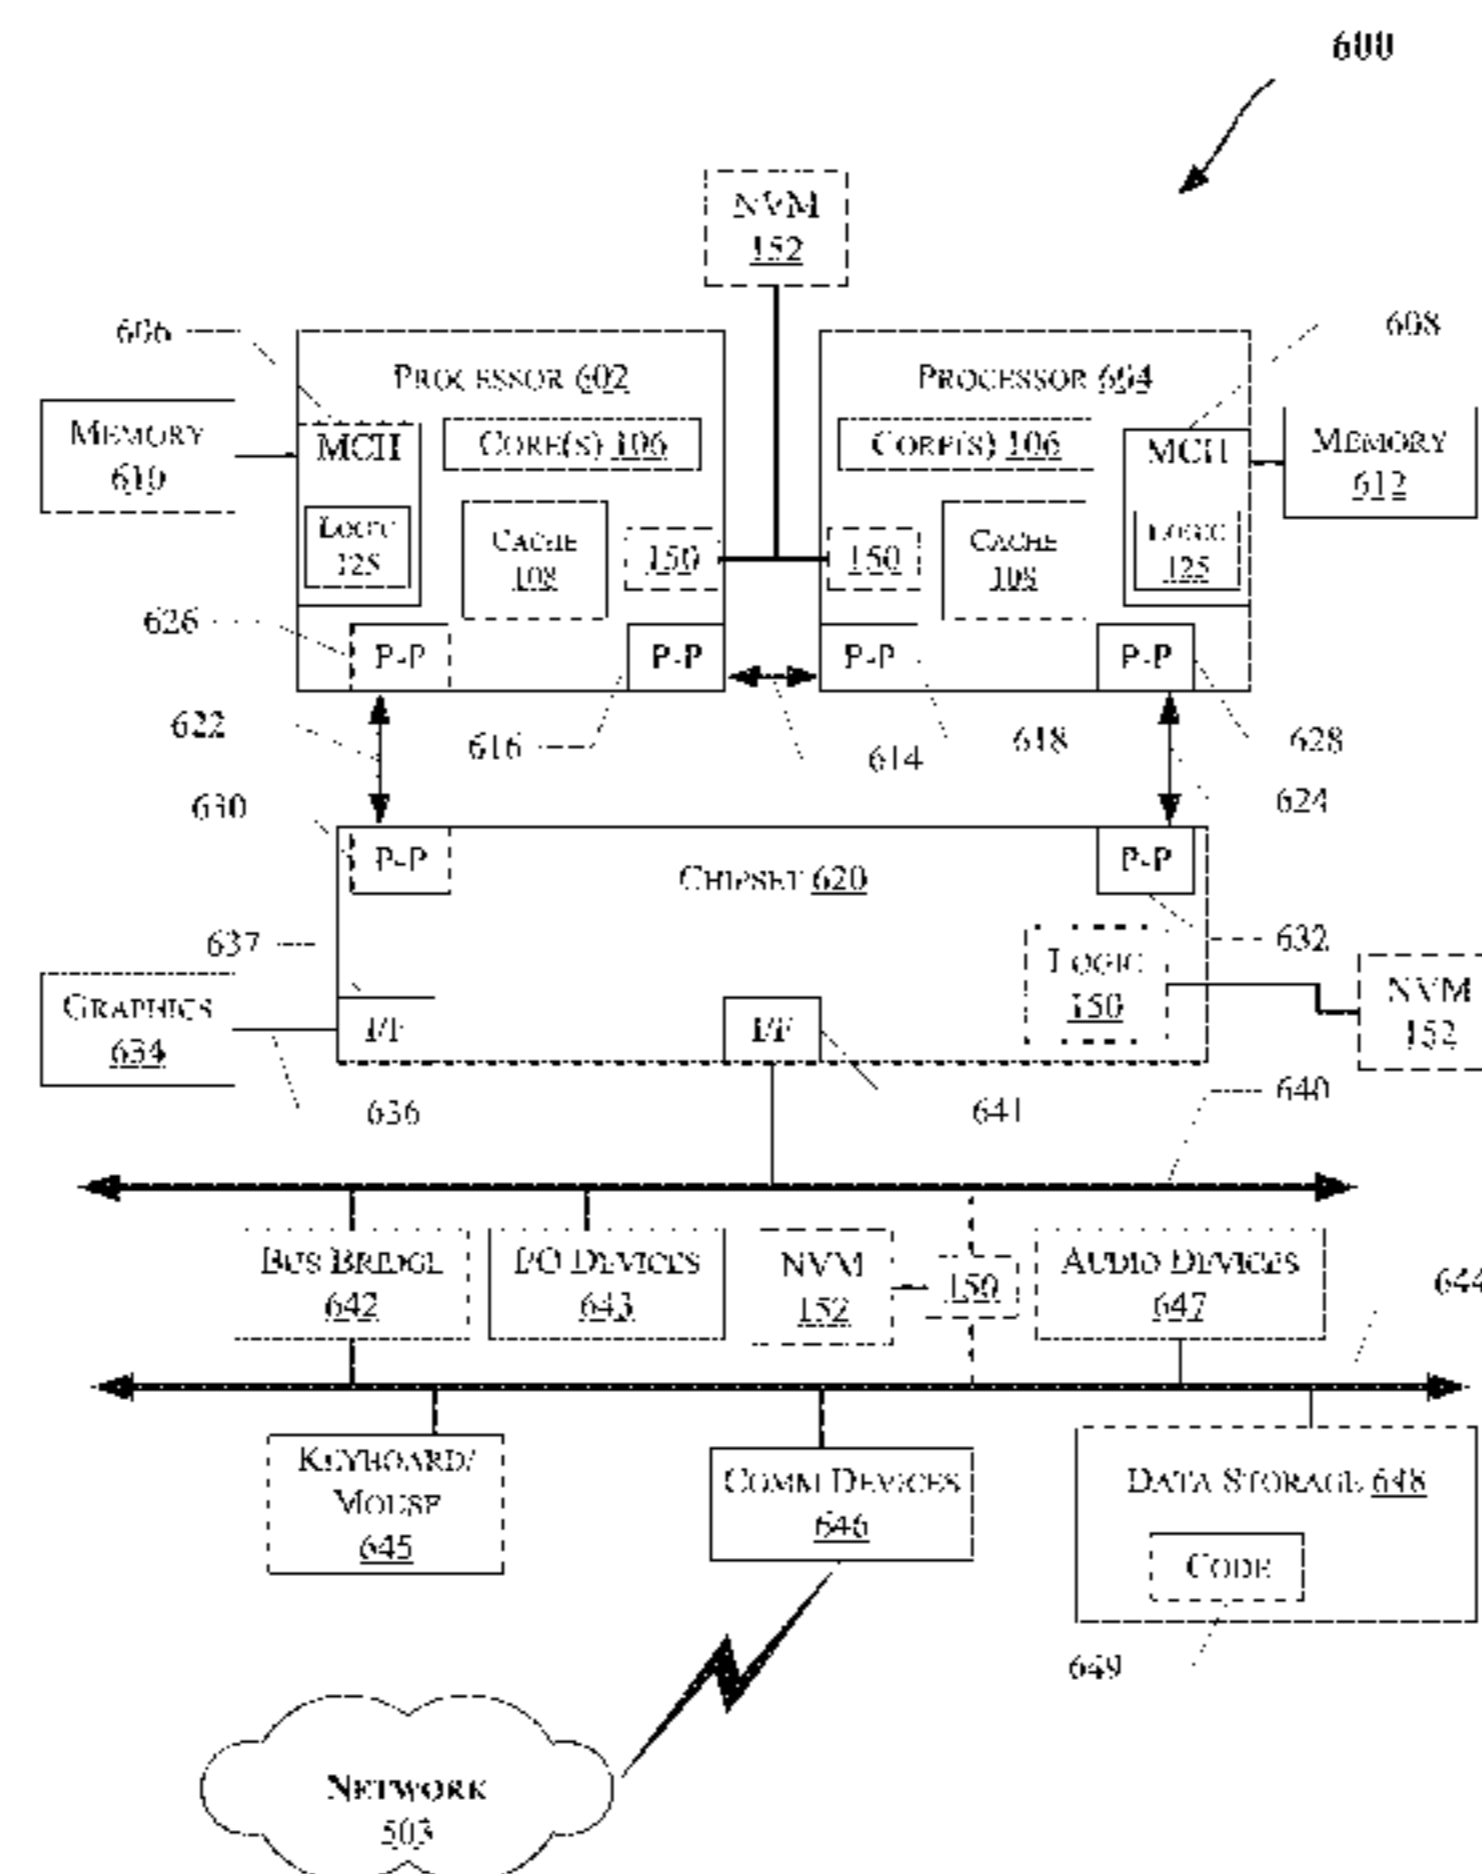 600
NVM
152
606
608
PROCESSOR 602
PROCESSOR 604
MEMORY
610
MCH
CORE(S) 106
CORE(S) 106
MCH
MEMORY
612
LOGIC
125
CACHE
108
150
150
CACHE
108
LOGIC
125
626
P-P
P-P
P-P
P-P
622
616
614
618
628
630
624
P-P
CHIPSET 620
P-P
637
632
LOGIC
150
NVM
152
GRAPHICS
634
I/F
I/F
636
641
640
BUS BRIDGE
642
I/O DEVICES
643
NVM
152
150
AUDIO DEVICES
647
644
KEYBOARD/
MOUSE
645
COMM DEVICES
646
DATA STORAGE 648
CODE
649
NETWORK
503